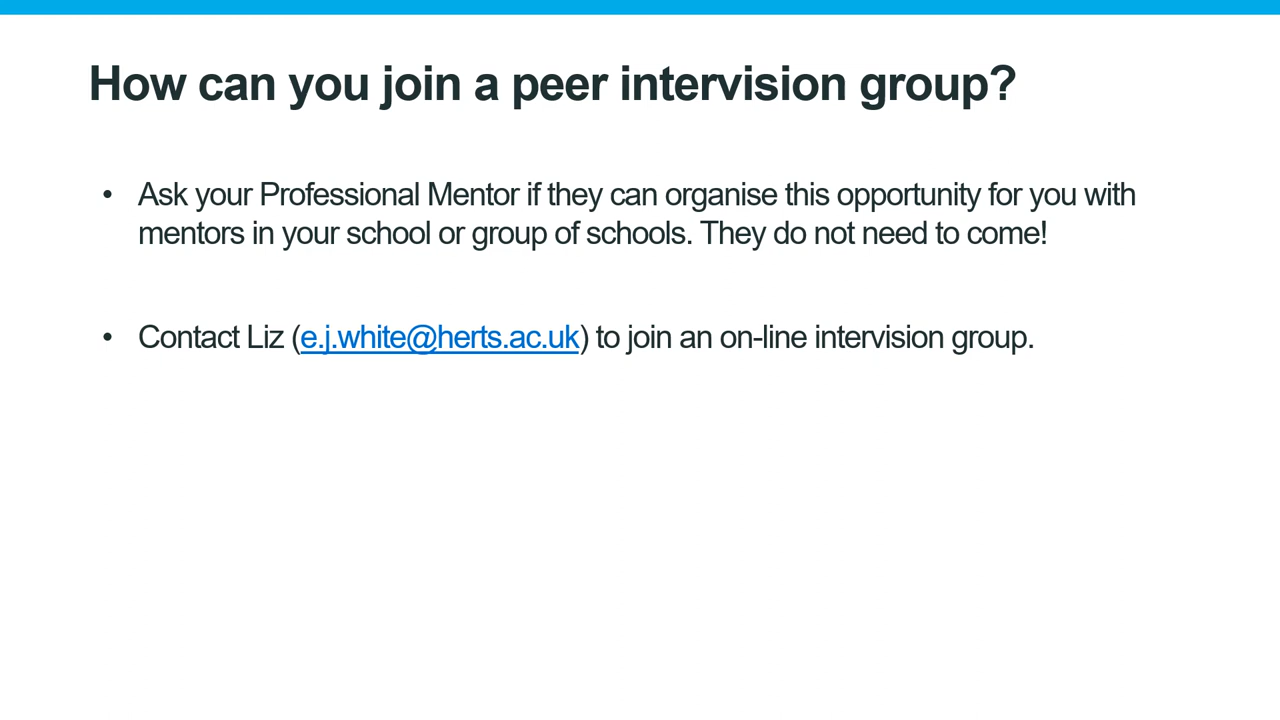 How can you join a peer intervision group?
• Ask your Professional Mentor if they can organise this opportunity for you with
mentors in your school or group of schools. They do not need to come!
• Contact Liz (e.j.white@herts.ac.uk) to join an on-line intervision group.